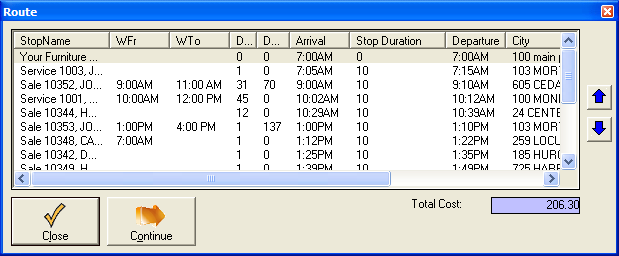 Route
StopName WFr WTo D... D... Arrival Stop Duration Departure City
Your Furniture ... 0 0 7:00AM 0 7:00AM 100 main
Service 1003, J... 1 0 7:05AM 10 7:15AM 103 MOR
Sale 10352, JO... 9:00AM 11:00 AM 31 70 9:00AM 10 9:10AM 605 CEDA
Service 1001, ... 10:00AM 12:00 PM 45 0 10:02AM 10 10:12AM 100 MON
Sale 10344, H... 12 0 10:29AM 10 10:39AM 24 CENTE
Sale 10353, JO... 1:00PM 4:00 PM 1 137 1:00PM 10 1:10PM 103 MOR
Sale 10348, CA... 7:00AM 1 0 1:12PM 10 1:22PM 259 LOCU
Sale 10342, D... 1 0 1:25PM 10 1:35PM 185 HURO
Sale 10349, H... 1 0 1:39PM 10 1:49PM 725 HAR
Total Cost: 206.30
Close Continue